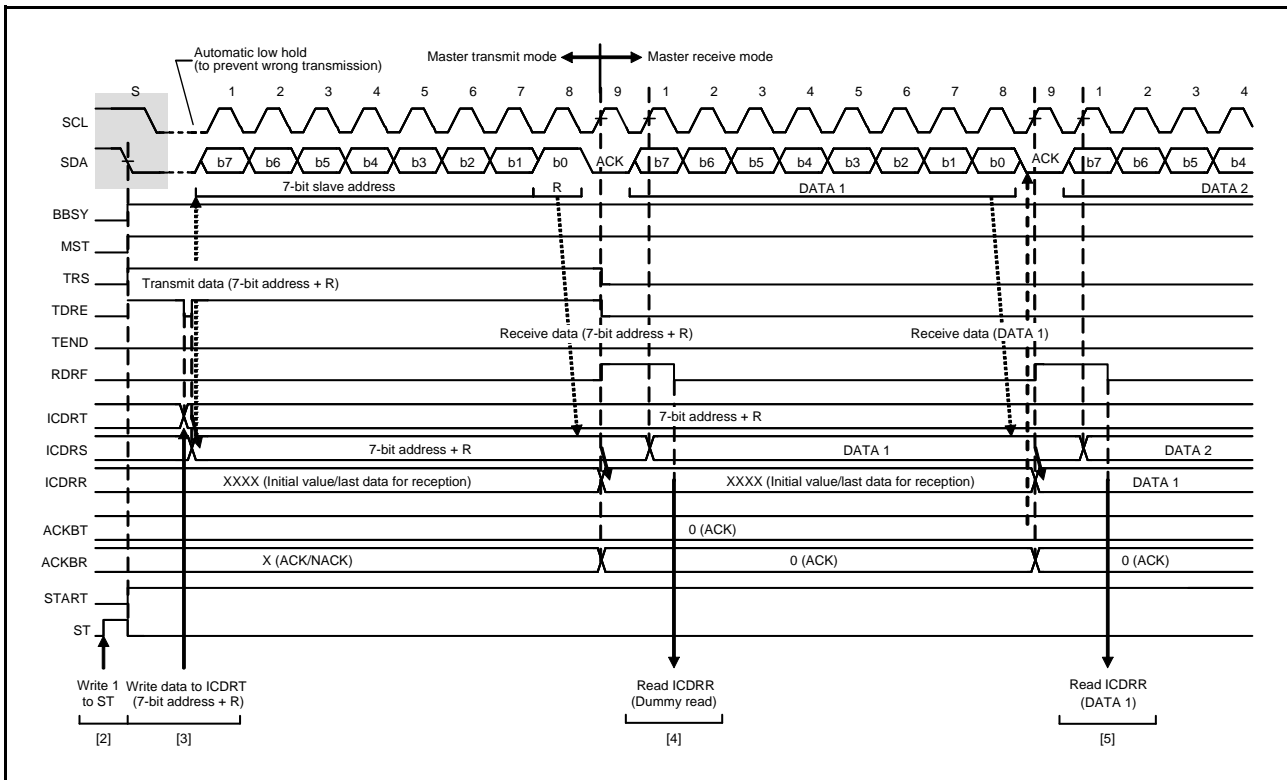 Automatic low hold
(to prevent wrong transmission)
Master transmit mode
Master receive mode
S 1 2 3 4 5 6 7 8 9 1 2 3 4 5 6 7 8 9 1 2 3 4
SCL
SDA b7 b6 b5 b4 b3 b2 b1 b0 ACK b7 b6 b5 b4 b3 b2 b1 b0 ACK b7 b6 b5 b4
7-bit slave address R DATA 1 DATA 2
BBSY
MST
TRS
Transmit data (7-bit address + R)
TDRE
Receive data (7-bit address + R) Receive data (DATA 1)
TEND
RDRF
ICDRT 7-bit address + R
ICDRS 7-bit address + R DATA 1 DATA 2
ICDRR XXXX (Initial value/last data for reception) XXXX (Initial value/last data for reception) DATA 1
ACKBT 0 (ACK)
ACKBR X (ACK/NACK) 0 (ACK) 0 (ACK)
START
ST
Write 1
to ST
Write data to ICDRT
(7-bit address + R)
Read ICDRR
(Dummy read)
Read ICDRR
(DATA 1)
[2] [3] [4] [5]